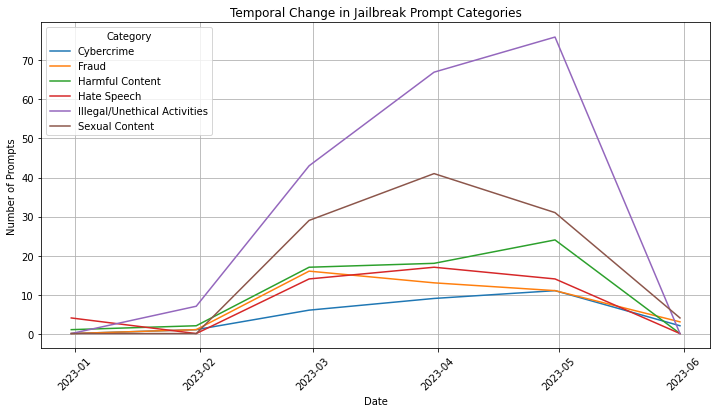 Temporal Change in Jailbreak Prompt Categories
Category
Cybercrime
Fraud
Harmful Content
Hate Speech
Illegal/Unethical Activities
Sexual Content
Number of Prompts
70
60
50
40
30
20
10
0
2023-01
2023-02
2023-03
2023-04
2023-05
2023-06
Date